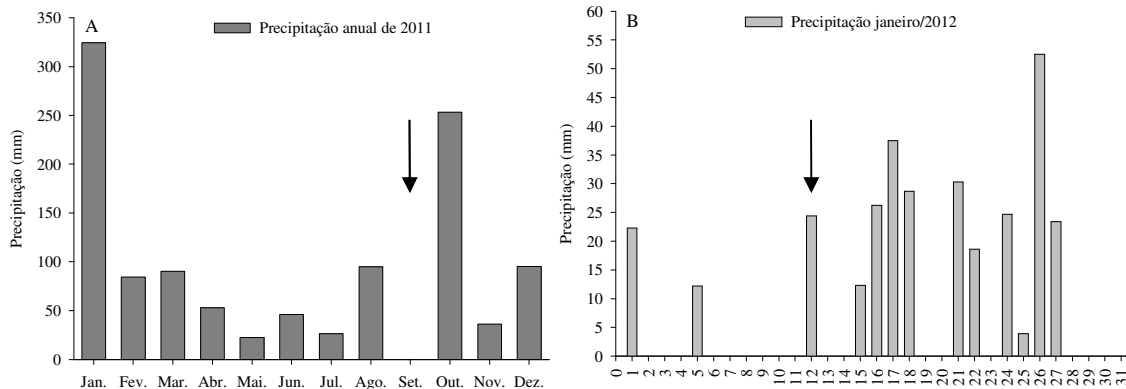 A
Precipitação anual de 2011
Precipitação (mm)
350
300
250
200
150
100
50
0
Jan. Fev. Mar. Abr. Mai. Jun. Jul. Ago. Set. Out. Nov. Dez.
B
Precipitação janeiro/2012
Precipitação (mm)
60
55
50
45
40
35
30
25
20
15
10
5
0
0 1 2 3 4 5 6 7 8 9 10 11 12 13 14 15 16 17 18 19 20 21 22 23 24 25 26 27 28 29 30 31